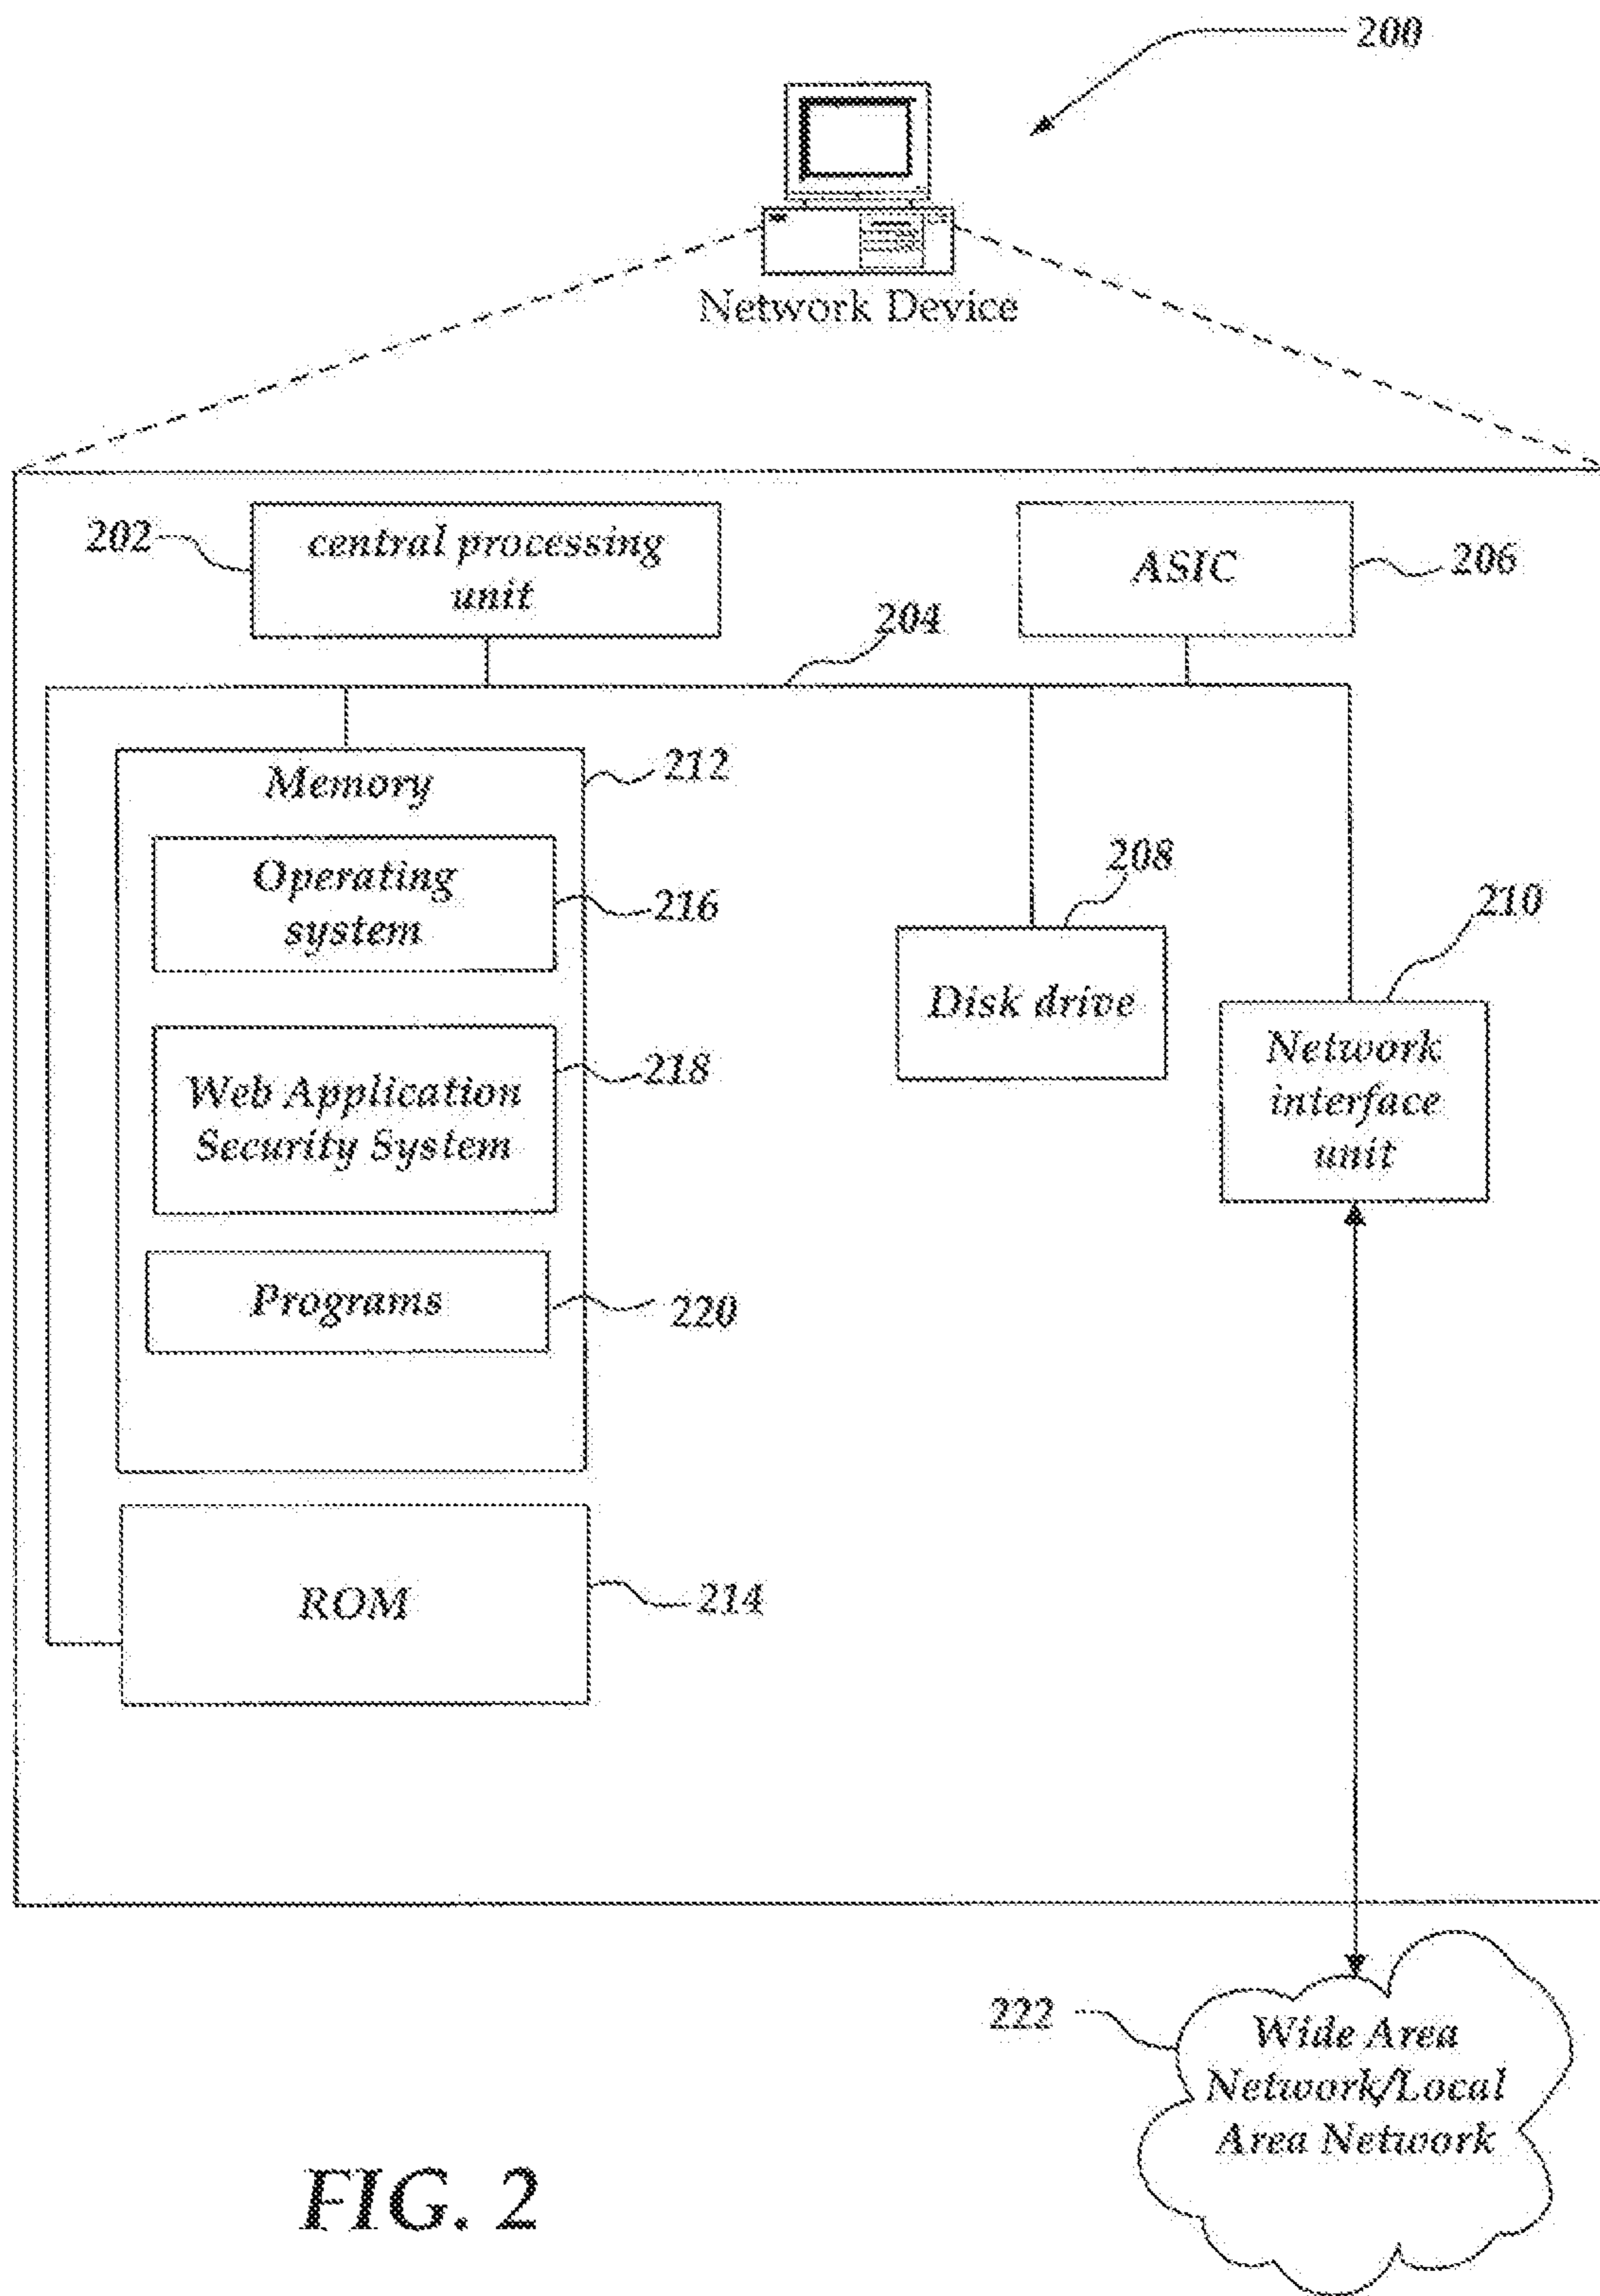 200
Network Device
202
central processing
unit
ASIC
206
204
Memory
212
Operating
system
216
208
210
Disk drive
Network
interface
unit
Web Application
Security System
218
Programs
220
ROM
214
222
Wide Area
Network/Local
Area Network
FIG. 2